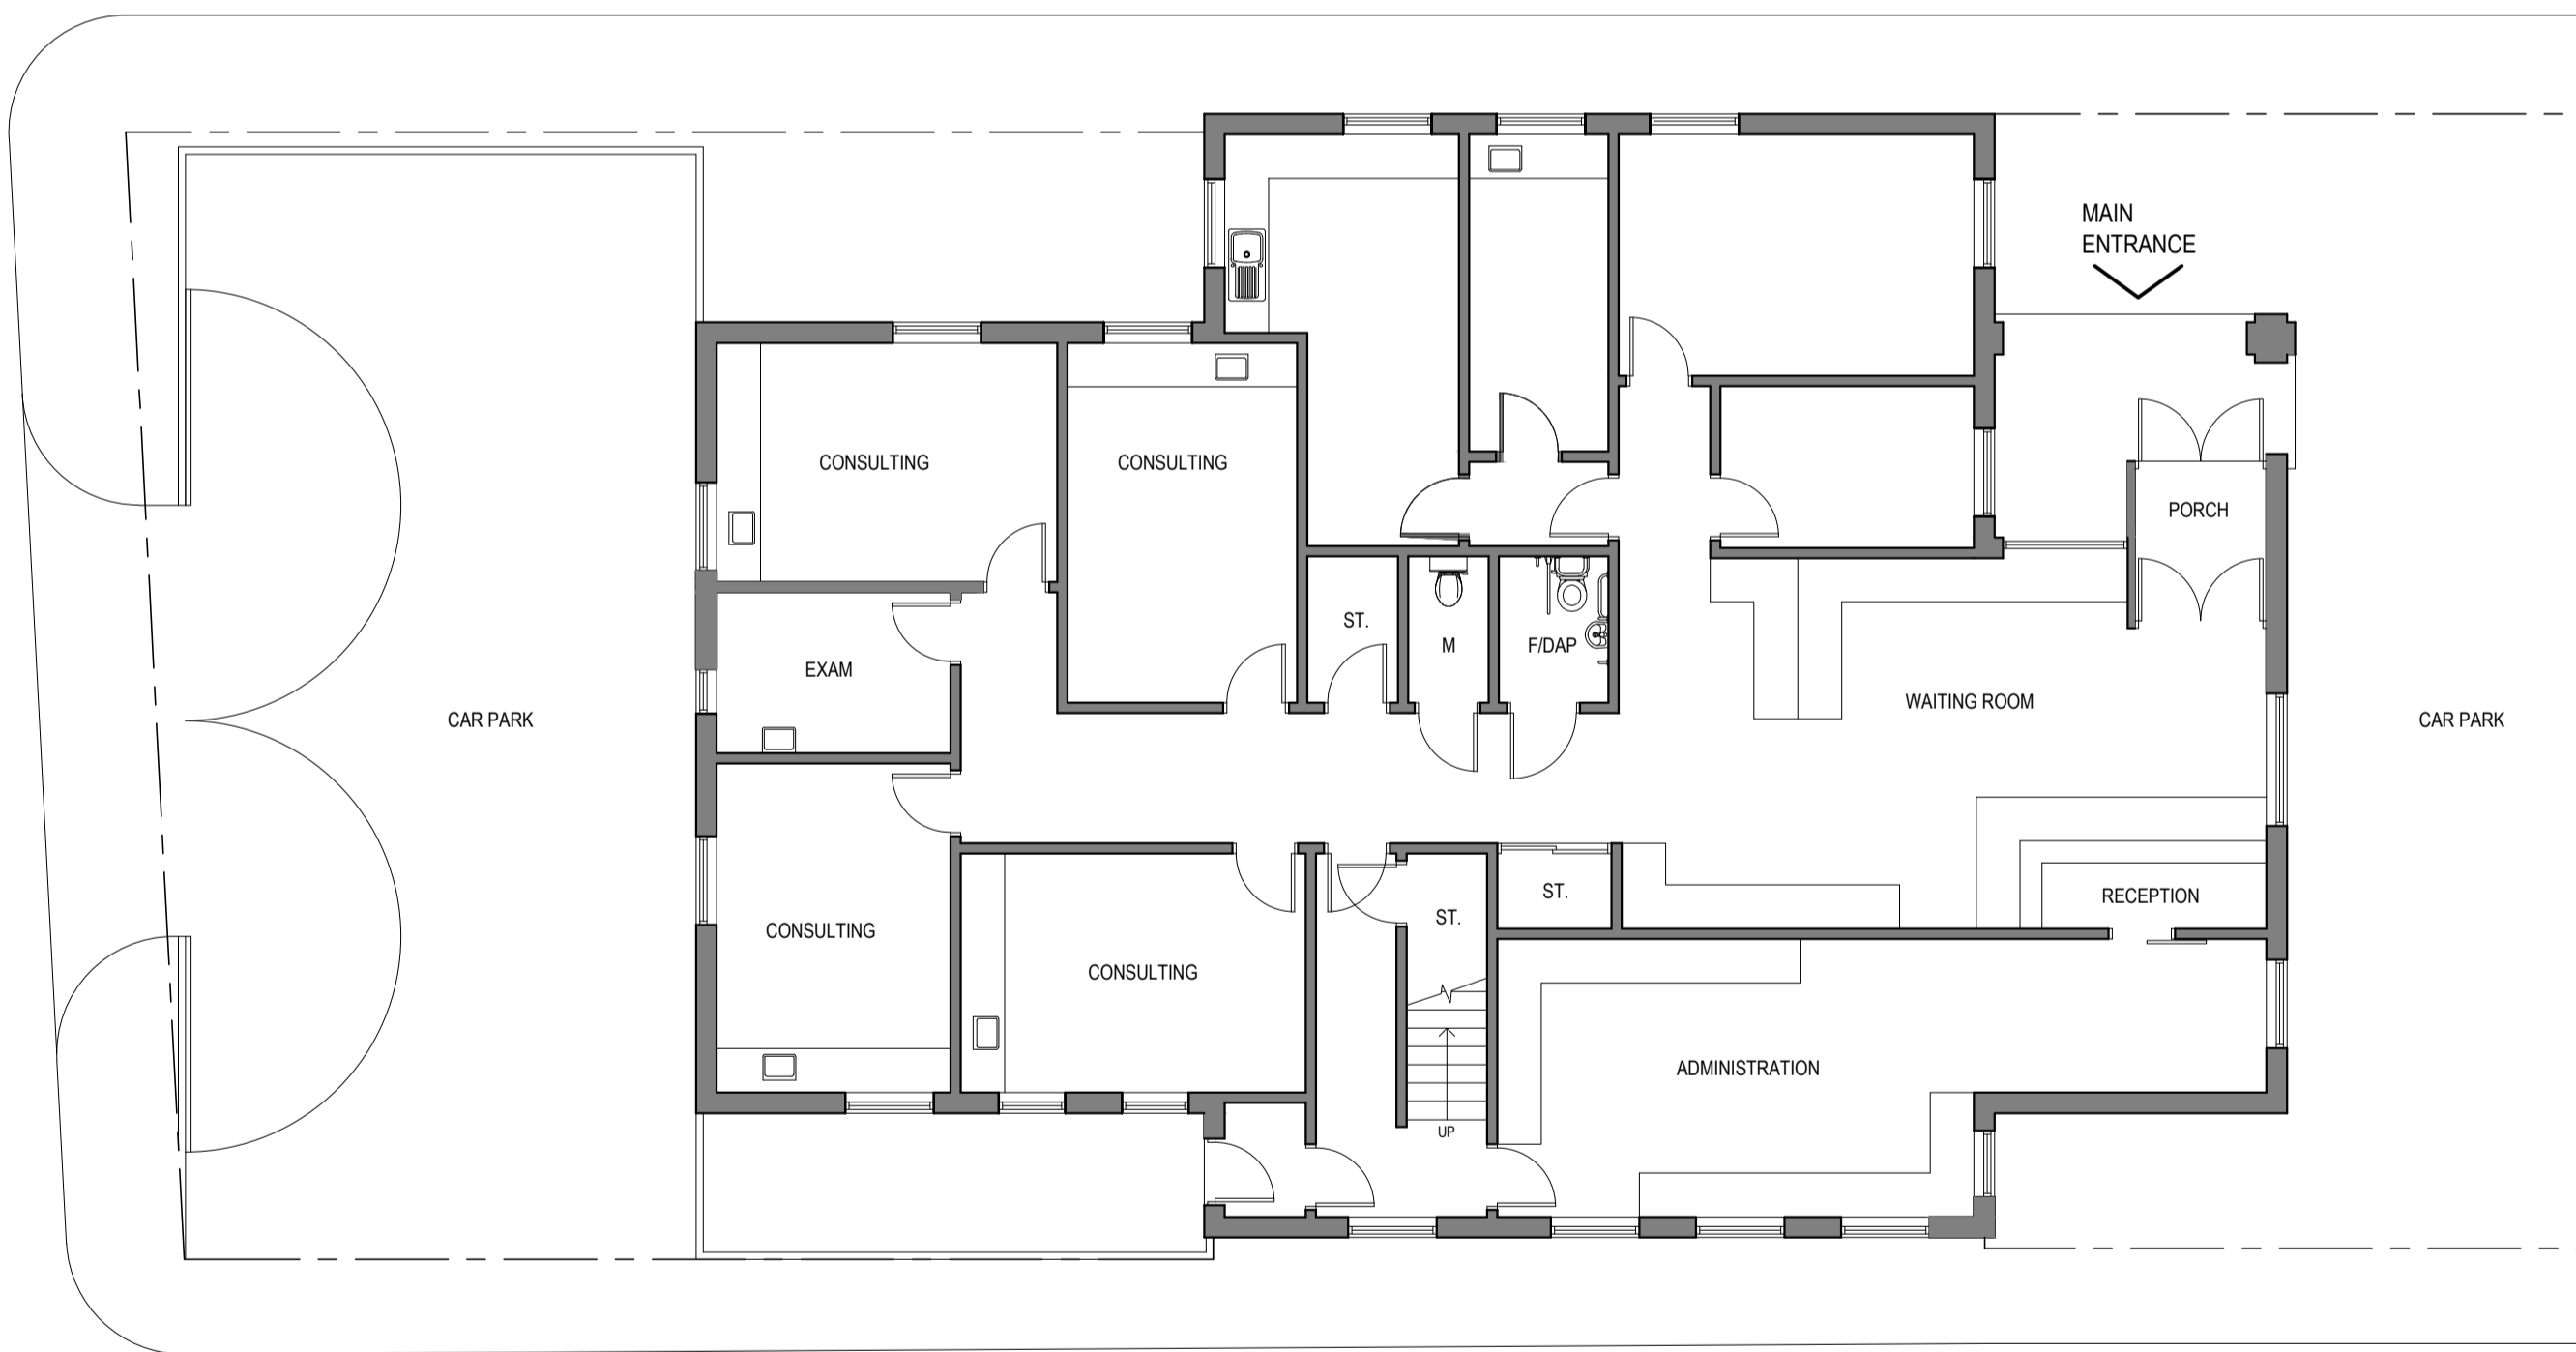 MAIN
ENTRANCE
CONSULTING
CONSULTING
PORCH
ST.
M
F/DAP
EXAM
WAITING ROOM
CAR PARK
CAR PARK
ST.
RECEPTION
ST.
CONSULTING
CONSULTING
ADMINISTRATION
UP